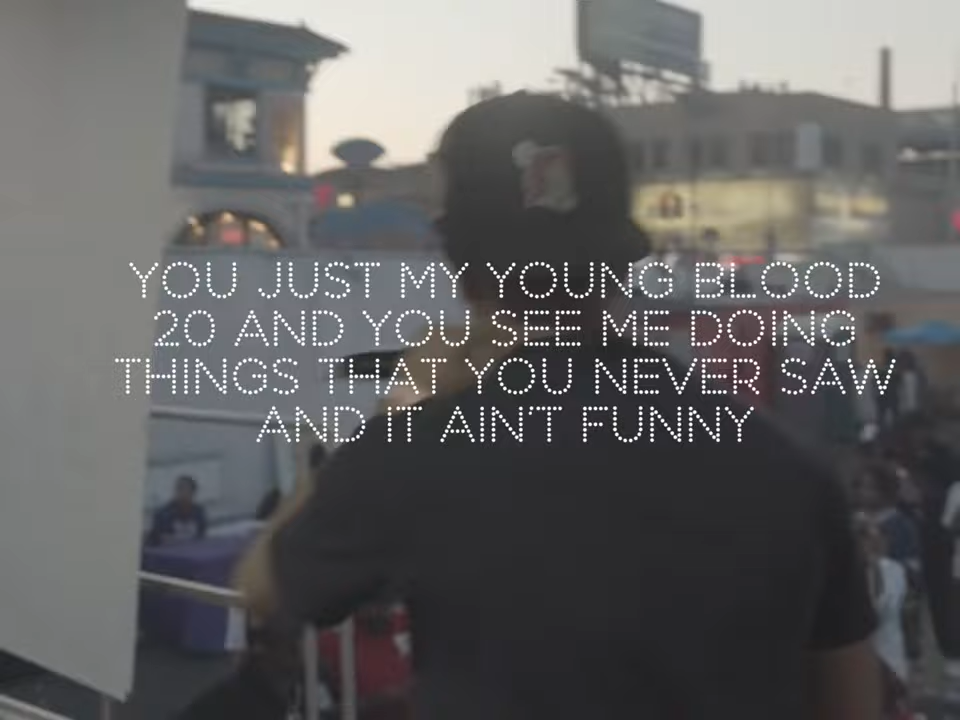 YOU JUST MY YOUNG BLOOD
20 AND YOU SEE ME DOING
THINGS THAT YOU NEVER SAW
AND IT AIN'T FUNNY